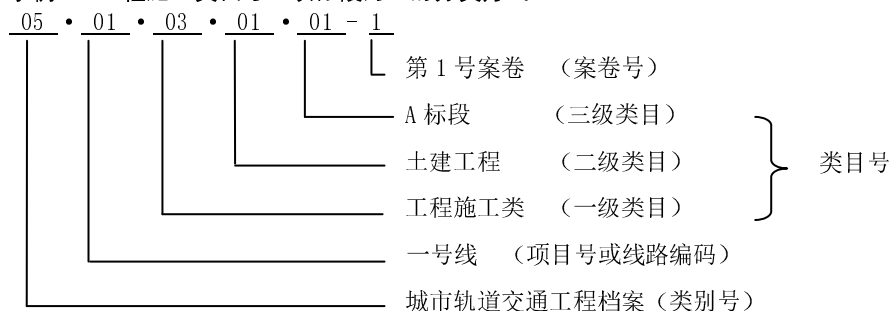 05·01·03·01·01-1
第1号案卷 （案卷号）
A标段 （三级类目）
土建工程 （二级类目）
类目号
工程施工类 （一级类目）
一号线 （项目号或线路编码）
城市轨道交通工程档案（类别号）